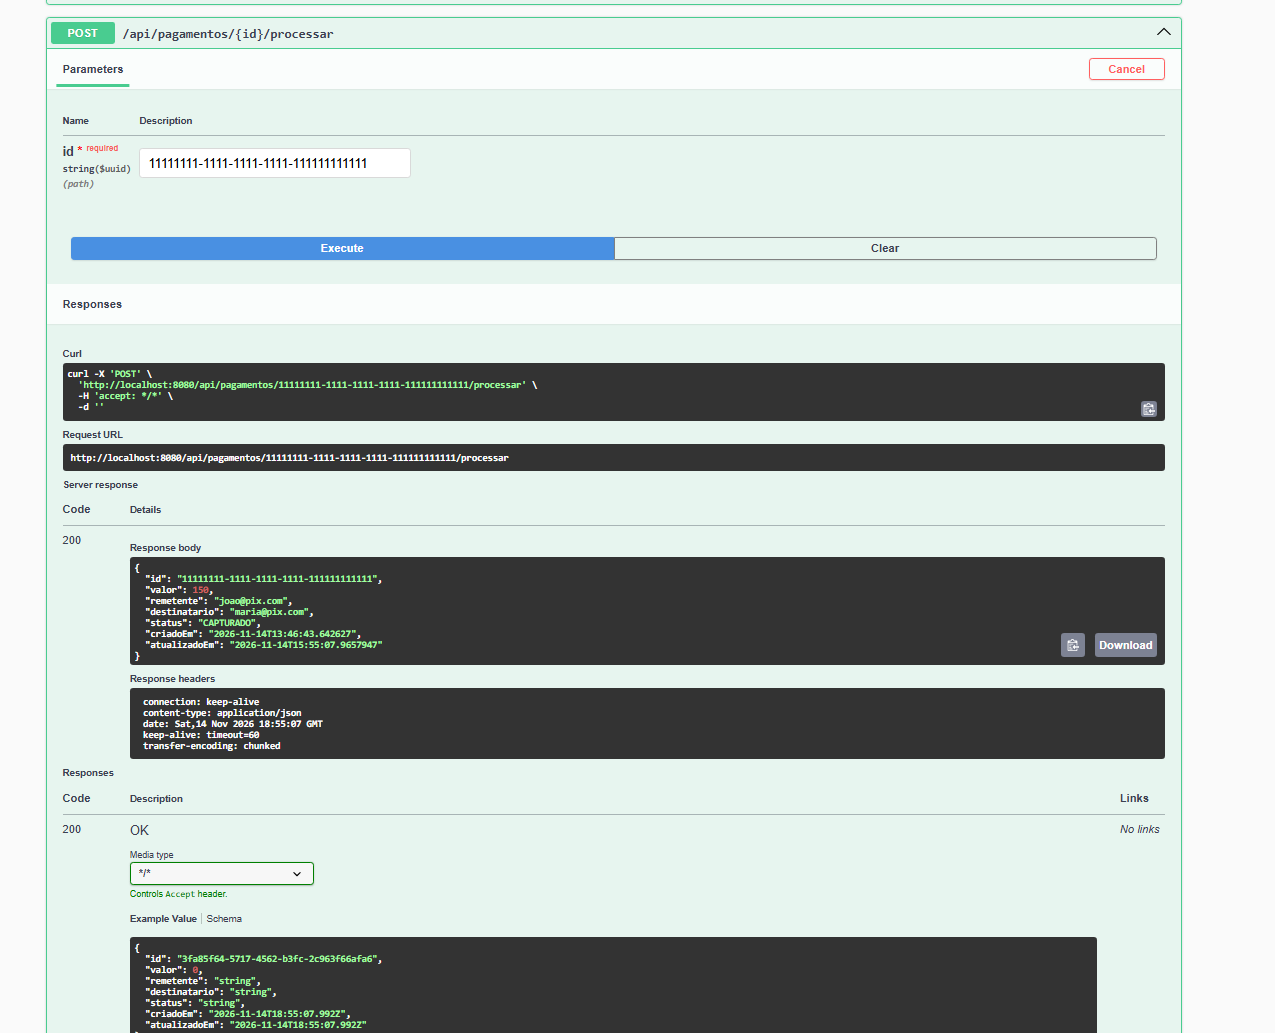 POST /api/pagamentos/{id}/processar
Parameters
Cancel
Name Description
id * required
11111111-1111-1111-1111-111111111111
string($uuid)
(path)
Execute Clear
Responses
Curl
curl -X 'POST' \
'http://localhost:8080/api/pagamentos/11111111-1111-1111-1111-111111111111/processar' \
-H 'accept: */*' \
-d ''
Request URL
http://localhost:8080/api/pagamentos/11111111-1111-1111-1111-111111111111/processar
Server response
Code Details
200
Response body
{
"id": "11111111-1111-1111-1111-111111111111",
"valor": 150,
"remetente": "joao@pix.com",
"destinatario": "maria@pix.com",
"status": "CAPTURADO",
"criadoEm": "2026-11-14T13:46:43.642627",
"atualizadoEm": "2026-11-14T15:55:07.9657947"
}
Download
Response headers
connection: keep-alive
content-type: application/json
date: Sat,14 Nov 2026 18:55:07 GMT
keep-alive: timeout=60
transfer-encoding: chunked
Responses
Code Description Links
200 OK No links
Media type
*/*
Controls Accept header.
Example Value Schema
{
"id": "3fa85f64-5717-4562-b3fc-2c963f66afa6",
"valor": 0,
"remetente": "string",
"destinatario": "string",
"status": "string",
"criadoEm": "2026-11-14T18:55:07.992Z",
"atualizadoEm": "2026-11-14T18:55:07.992Z"